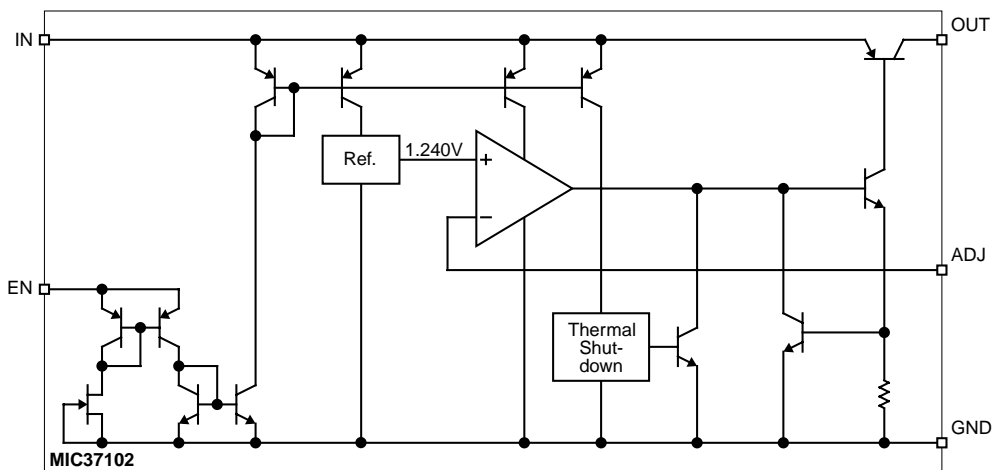 IN
OUT
Ref.
1.240V
+
−
ADJ
EN
Thermal
Shut-
down
GND
MIC37102